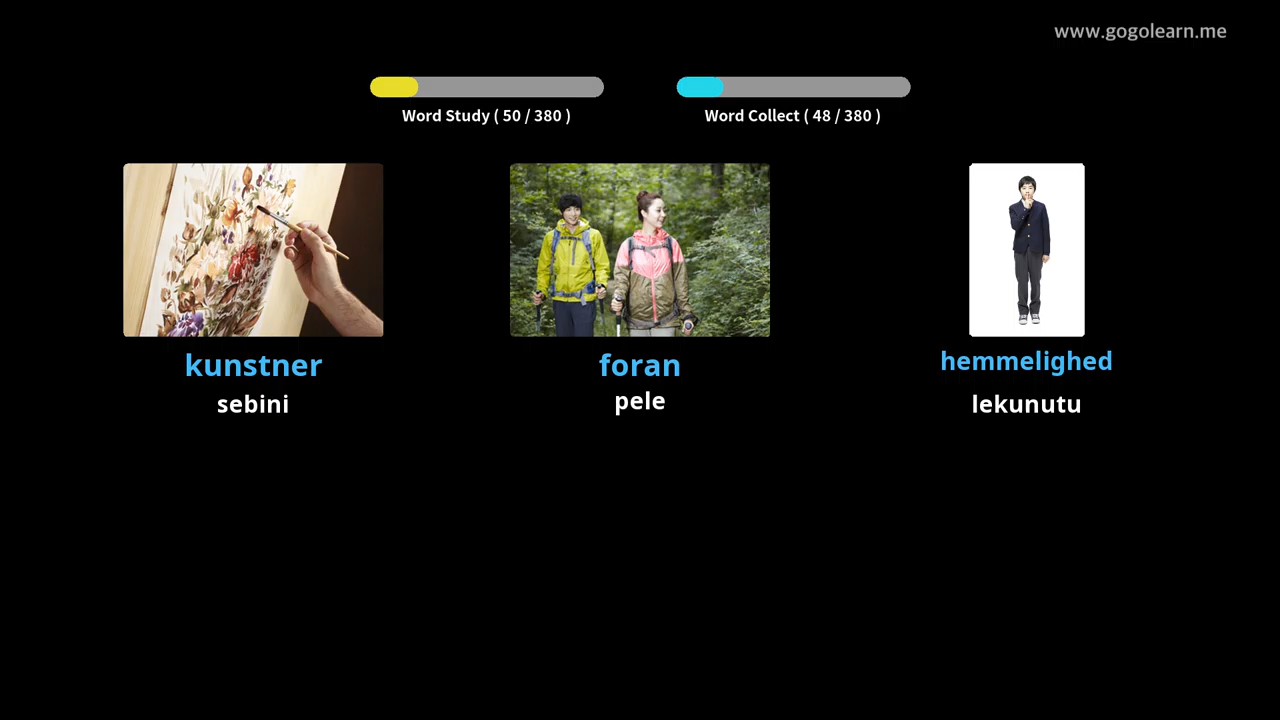 www.gogolearn.me
Word Study ( 50 / 380 )
Word Collect ( 48 / 380 )
kunstner
sebini
foran
pele
hemmelighed
lekunutu